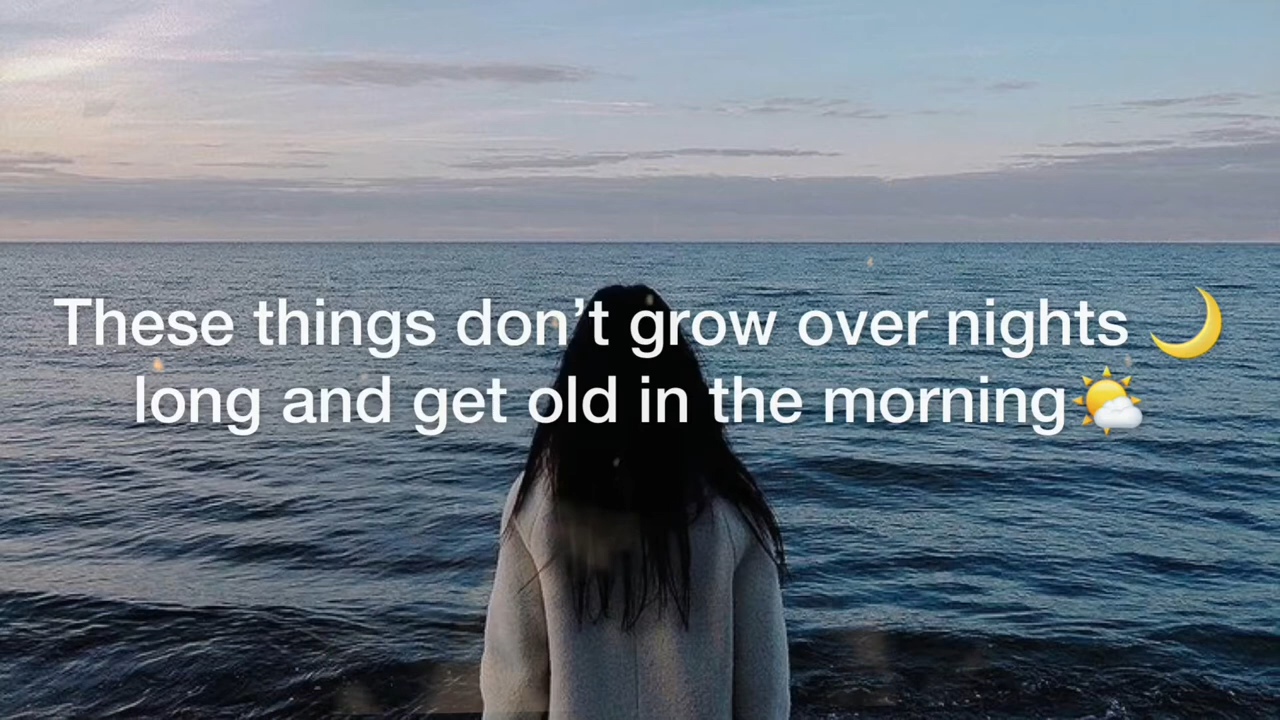 These things don’t grow over nights 🌙
long and get old in the morning🌤️